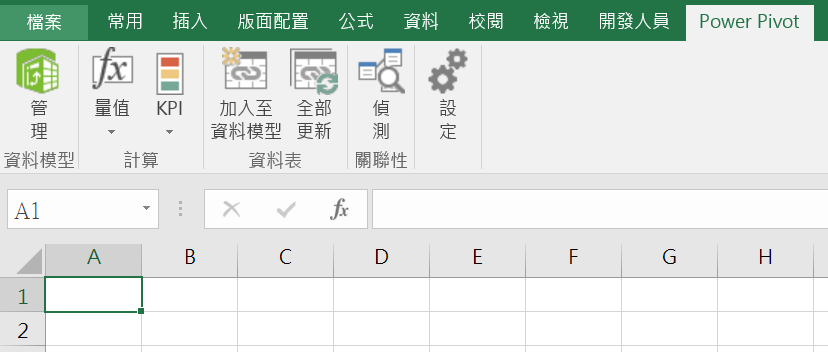 檔案 常用 插入 版面配置 公式 資料 校閱 檢視 開發人員 Power Pivot
管理 fx 量值 KPI 加入至資料模型 全部更新 偵測 設定
資料模型 計算 資料表 關聯性
A1 fx
A B C D E F G H
1
2